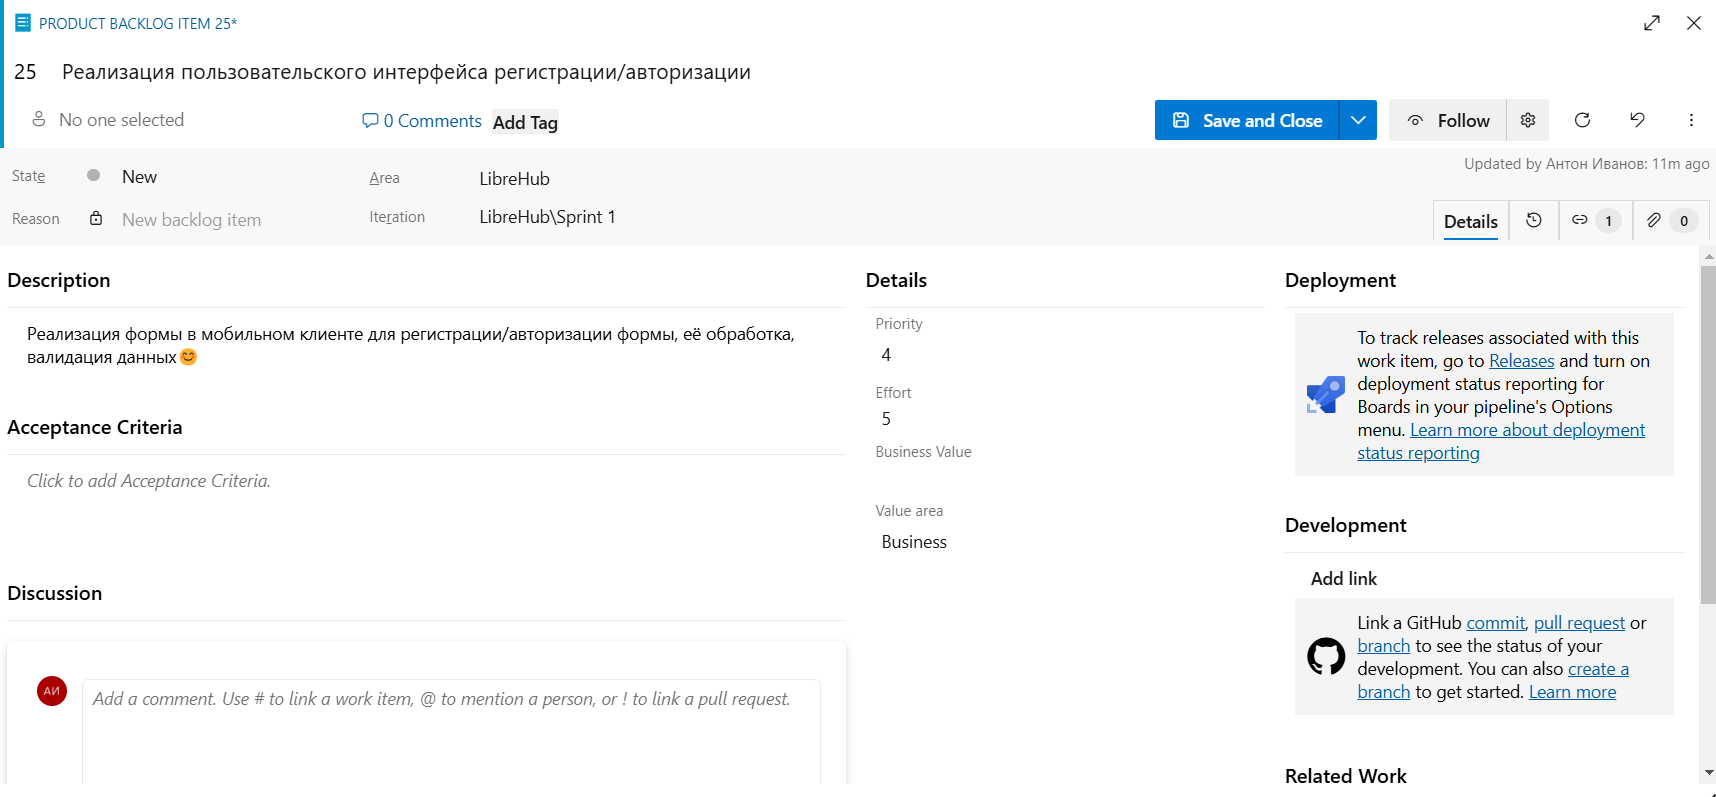 PRODUCT BACKLOG ITEM 25*
25 Реализация пользовательского интерфейса регистрации/авторизации
No one selected
0 Comments
Add Tag
Save and Close
Follow
State
New
Area
LibreHub
Updated by Антон Иванов: 11m ago
Reason
New backlog item
Iteration
LibreHub\Sprint 1
Details
1
0
Description
Реализация формы в мобильном клиенте для регистрации/авторизации формы, её обработка,
валидация данных😊
Acceptance Criteria
Click to add Acceptance Criteria.
Discussion
АИ
Add a comment. Use # to link a work item, @ to mention a person, or ! to link a pull request.
Details
Priority
4
Effort
5
Business Value
Value area
Business
Deployment
To track releases associated with this
work item, go to Releases and turn on
deployment status reporting for
Boards in your pipeline's Options
menu. Learn more about deployment
status reporting
Development
Add link
Link a GitHub commit, pull request or
branch to see the status of your
development. You can also create a
branch to get started. Learn more
Related Work